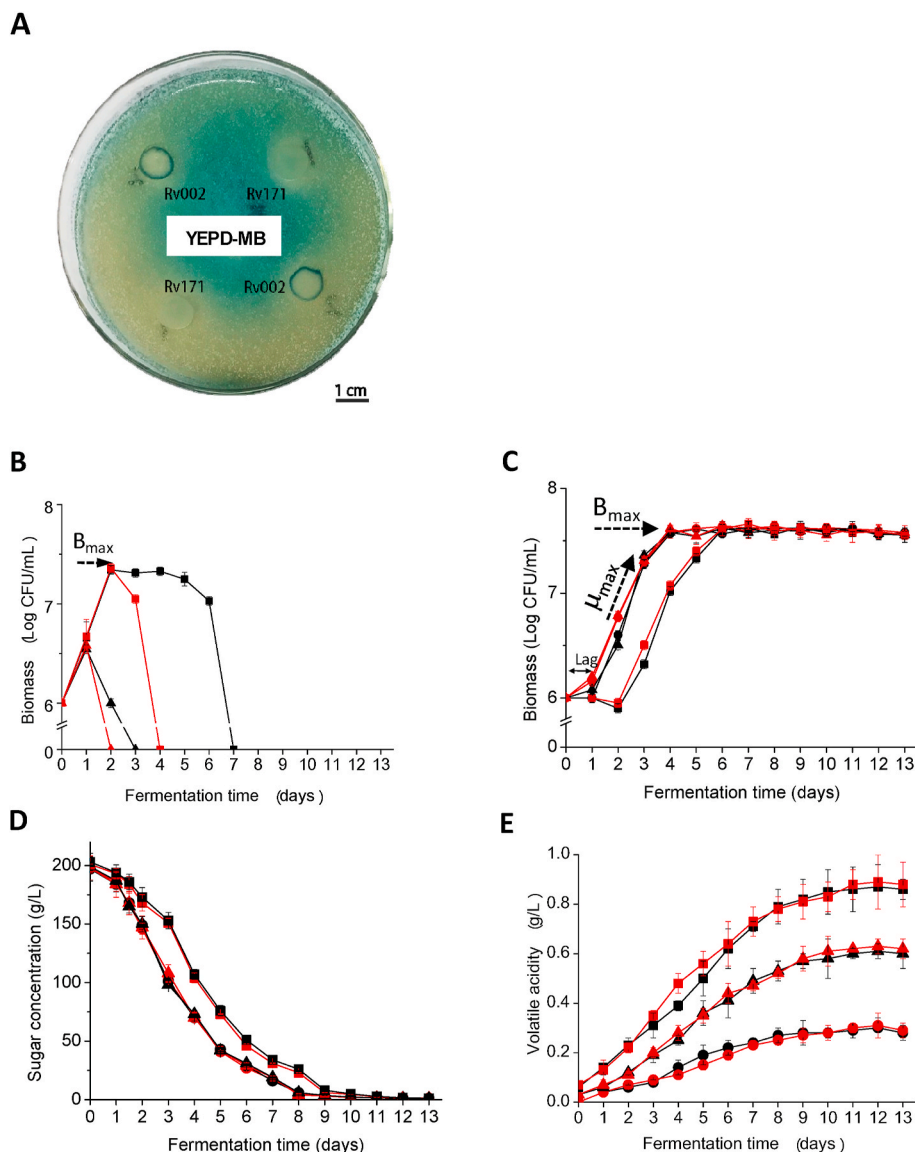 A
Rv002 Rv171
YEPD-MB
Rv171 Rv002
1 cm
B
8
7
6
0
Bmax
Biomass (Log CFU/mL)
0 1 2 3 4 5 6 7 8 9 10 11 12 13
Fermentation time (days )
C
8
7
6
0
Bmax
μmax
Lag
Biomass (Log CFU/mL)
0 1 2 3 4 5 6 7 8 9 10 11 12 13
Fermentation time (days)
D
200
150
100
50
0
Sugar concentration (g/L)
0 1 2 3 4 5 6 7 8 9 10 11 12 13
Fermentation time (days)
E
1.0
0.8
0.6
0.4
0.2
0.0
Volatile acidity (g/L)
0 1 2 3 4 5 6 7 8 9 10 11 12 13
Fermentation time (days)